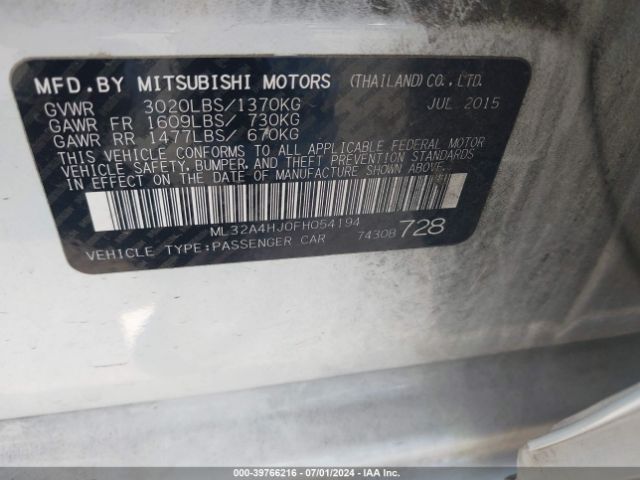 MFD.BY MITSUBISHI MOTORS (THAILAND)CO.,LTD.
GVWR 3020LBS/1370KG JUL 2015
GAWR FR 1609LBS/ 730KG
GAWR RR 1477LBS/ 670KG
THIS VEHICLE CONFORMS TO ALL APPLICABLE FEDERAL MOTOR
VEHICLE SAFETY, BUMPER, AND THEFT PREVENTION STANDARDS
IN EFFECT ON THE DATE OF MANUFACTURE SHOWN ABOVE.
ML32A4HJ0FH054194
VEHICLE TYPE:PASSENGER CAR 7430B 728
000-39766216 - 07/01/2024 - IAA Inc.